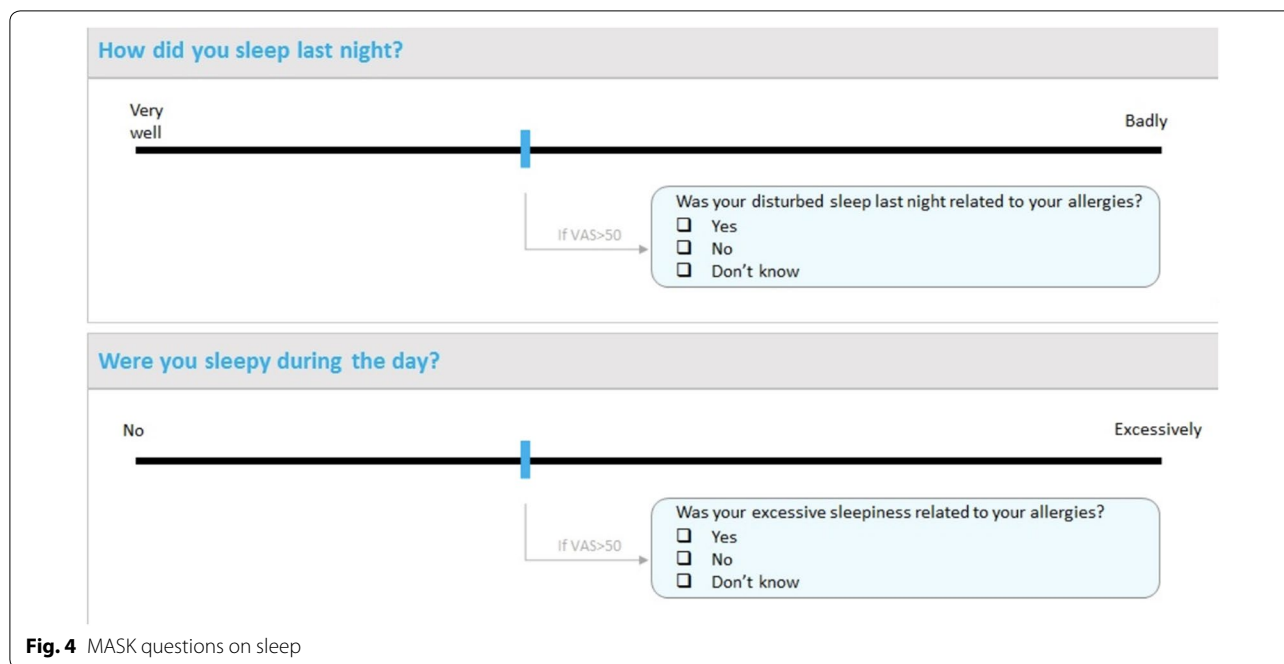 How did you sleep last night?
Very
well
Badly
Was your disturbed sleep last night related to your allergies?
If VAS>50
❑ Yes
❑ No
❑ Don't know
Were you sleepy during the day?
No
Excessively
Was your excessive sleepiness related to your allergies?
If VAS>50
❑ Yes
❑ No
❑ Don't know
Fig. 4 MASK questions on sleep